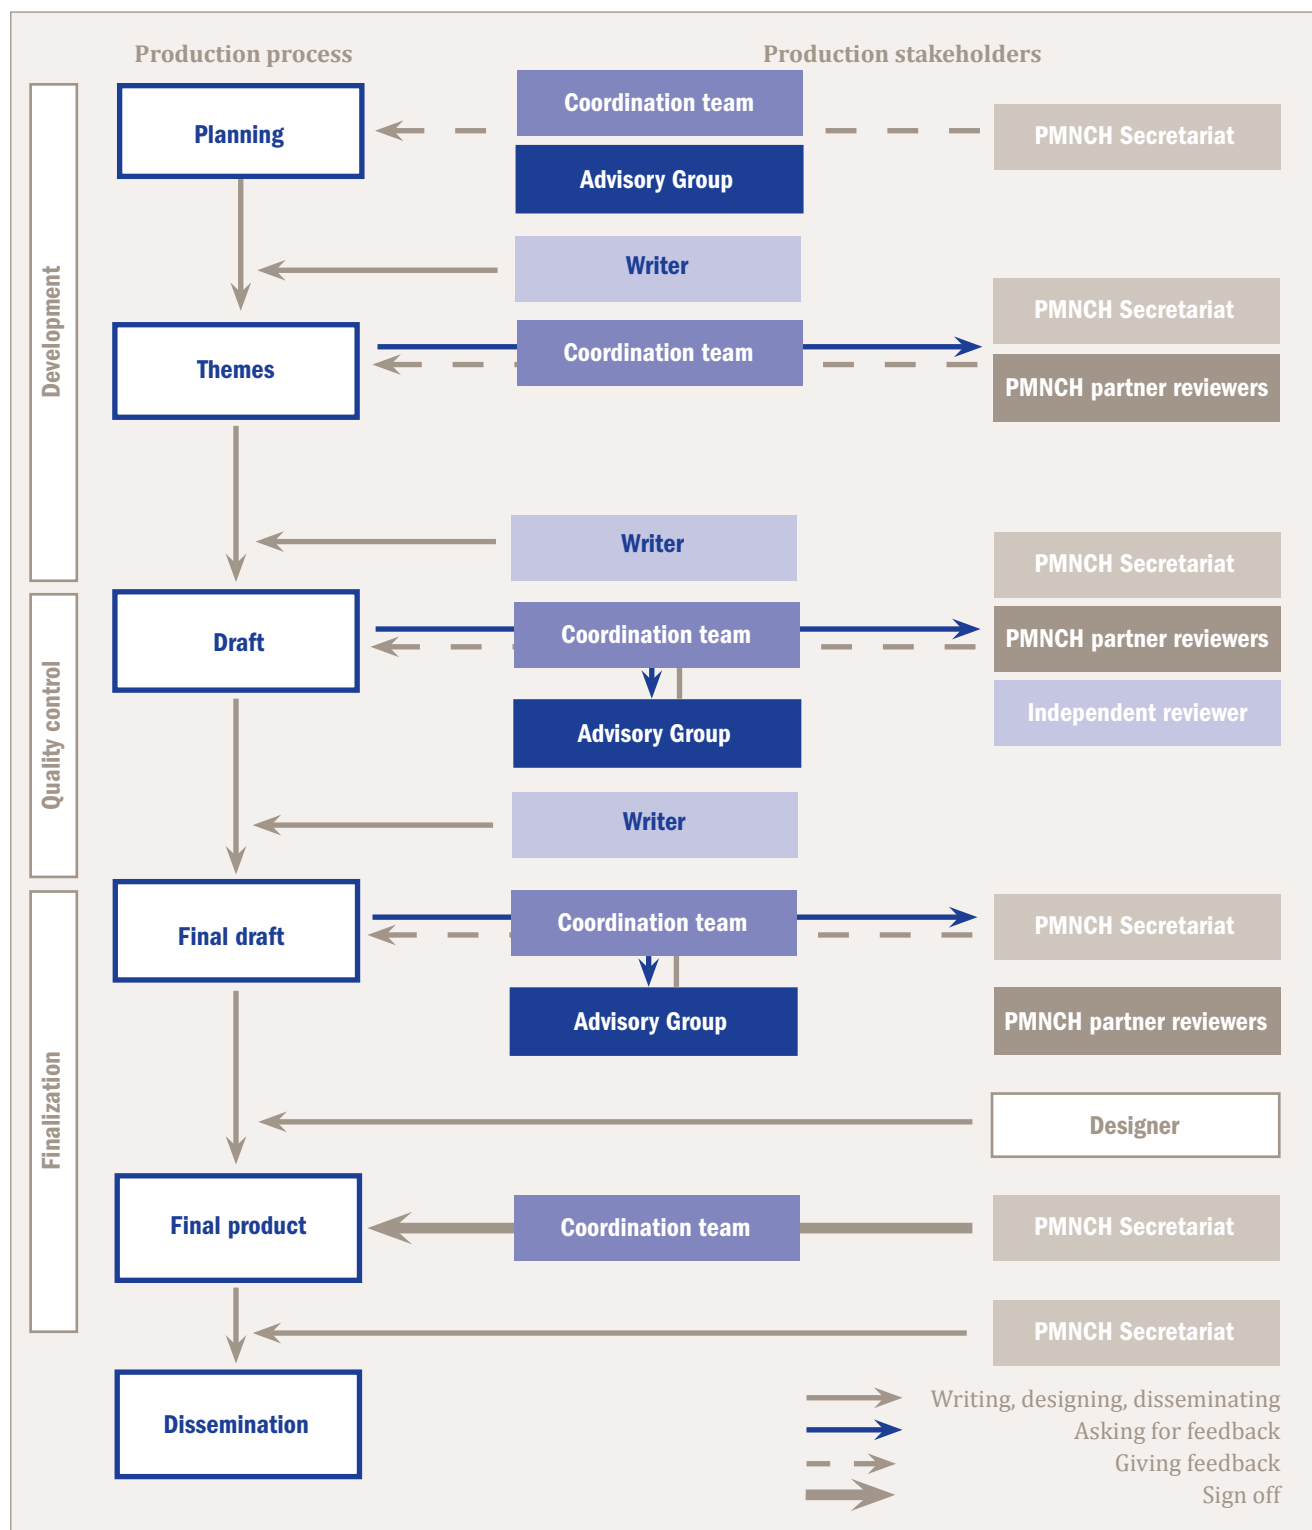 Production process
Production stakeholders
Development
Planning
Coordination team
Advisory Group
PMNCH Secretariat
Writer
Themes
Coordination team
PMNCH Secretariat
PMNCH partner reviewers
Writer
Quality control
Draft
Coordination team
Advisory Group
PMNCH Secretariat
PMNCH partner reviewers
Independent reviewer
Writer
Finalization
Final draft
Coordination team
Advisory Group
PMNCH Secretariat
PMNCH partner reviewers
Designer
Final product
Coordination team
PMNCH Secretariat
PMNCH Secretariat
Dissemination
Writing, designing, disseminating
Asking for feedback
Giving feedback
Sign off